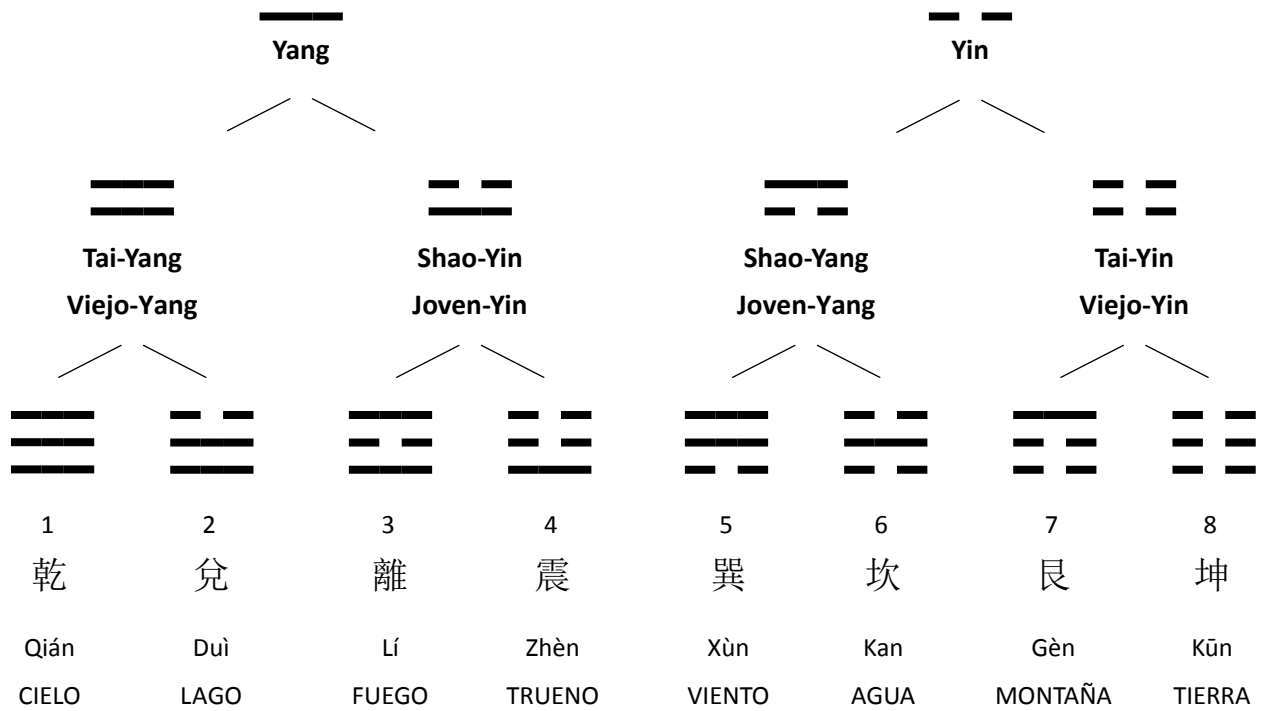 Yang Yin
Tai-Yang Shao-Yin Shao-Yang Tai-Yin
Viejo-Yang Joven-Yin Joven-Yang Viejo-Yin
1 2 3 4 5 6 7 8
乾 兌 離 震 巽 坎 艮 坤
Qián Duì Lí Zhèn Xùn Kan Gèn Kūn
CIELO LAGO FUEGO TRUENO VIENTO AGUA MONTAÑA TIERRA